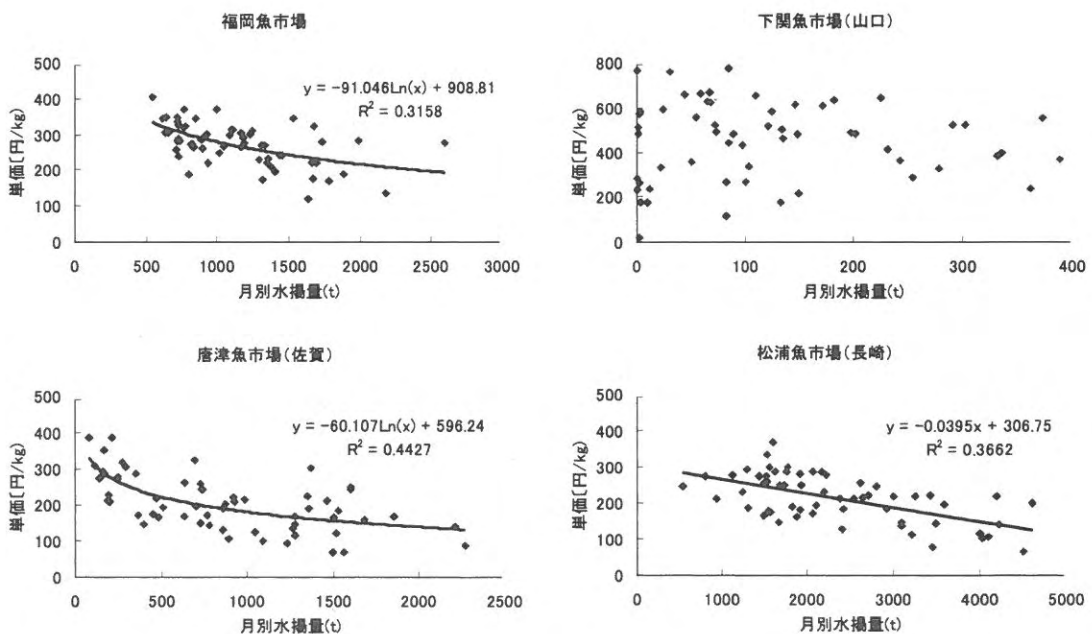 福岡魚市場
500
400
300
200
100
0
単価[円/kg]
y = -91.046Ln(x) + 908.81
R² = 0.3158
0 500 1000 1500 2000 2500 3000
月別水揚量(t)
下関魚市場(山口)
800
600
400
200
0
単価[円/kg]
0 100 200 300 400
月別水揚量(t)
唐津魚市場(佐賀)
500
400
300
200
100
0
単価[円/kg]
y = -60.107Ln(x) + 596.24
R² = 0.4427
0 500 1000 1500 2000 2500
月別水揚量(t)
松浦魚市場(長崎)
500
400
300
200
100
0
単価[円/kg]
y = -0.0395x + 306.75
R² = 0.3662
0 1000 2000 3000 4000 5000
月別水揚量(t)